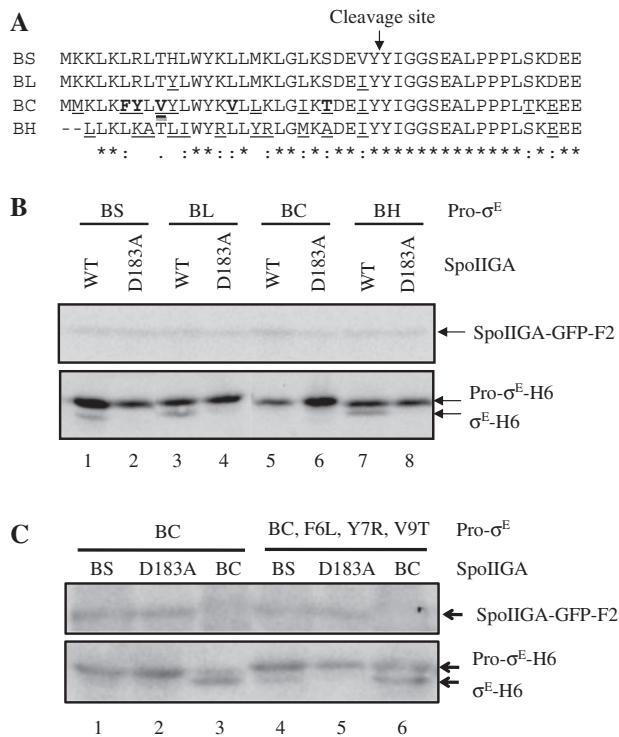 A
Cleavage site
BS MKKLKLRLTHLWYKLLMKLGLKSDEVYYIGGSEALPPPLSKDEE
BL MKKLKLRLTYLWYKLLMKLGLKSDEIYYIGGSEALPPPLSKDEE
BC MMKLKFYLVYLWYKVLLKLGIKTDEIYYIGGSEALPPPLTKEEE
BH --LLKLKATLIWYRLLYRLGMKADEIYYIGGSEALPPPLSKEEE
**: . :**::*: **:*:**:******************:*:**
B
BS BL BC BH Pro-σE
WT D183A WT D183A WT D183A WT D183A SpoIIGA
SpoIIGA-GFP-F2
Pro-σE-H6
σE-H6
1 2 3 4 5 6 7 8
C
BC BC, F6L, Y7R, V9T Pro-σE
BS D183A BC BS D183A BC SpoIIGA
SpoIIGA-GFP-F2
Pro-σE-H6
σE-H6
1 2 3 4 5 6